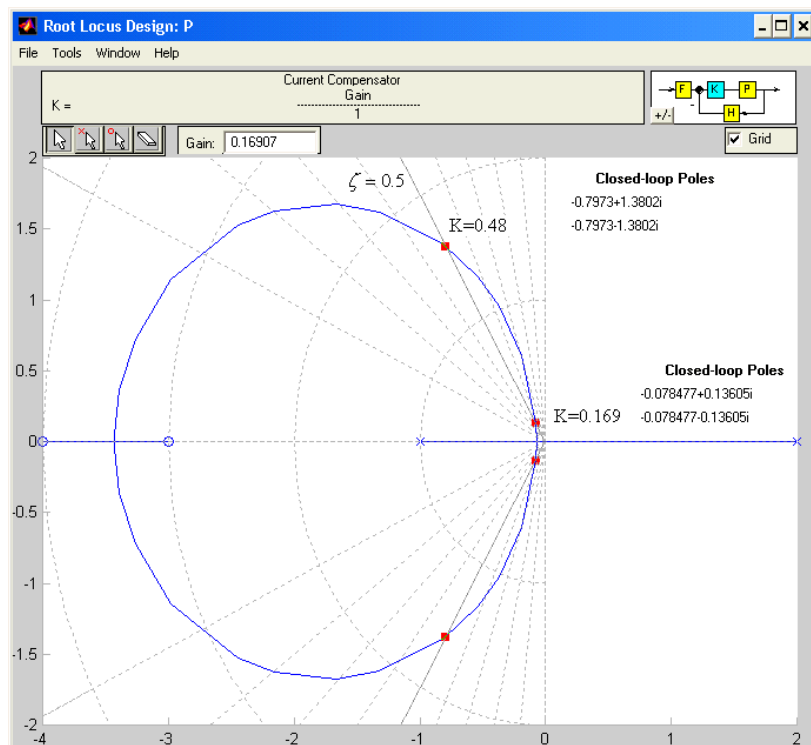 Root Locus Design: P
File Tools Window Help
Current Compensator
Gain
K = ------------------------------
1
F K P
-
H
+/-
Gain: 0.16907
Grid
2
1.5
1
0.5
0
-0.5
-1
-1.5
-2
-4 -3 -2 -1 0 1 2
ζ = 0.5
K=0.48
Closed-loop Poles
-0.7973+1.3802i
-0.7973-1.3802i
K=0.169
Closed-loop Poles
-0.078477+0.13605i
-0.078477-0.13605i